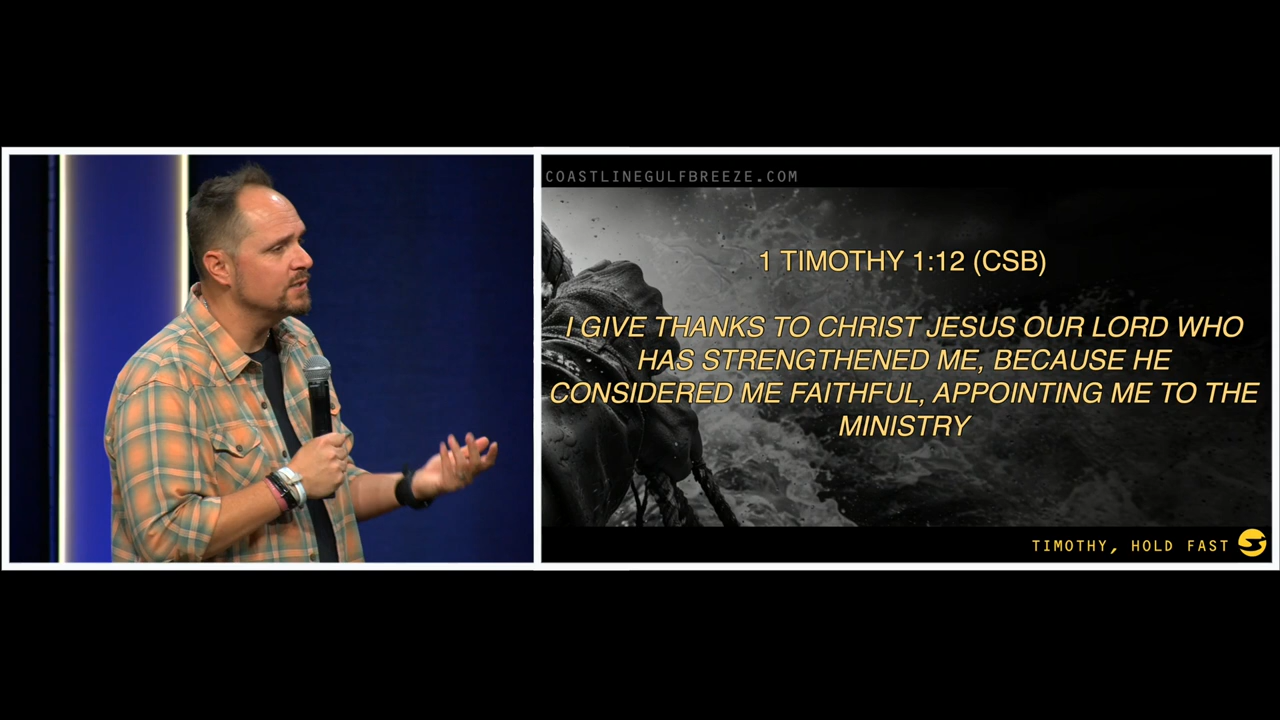 COASTLINEGULFBREEZE.COM
1 TIMOTHY 1:12 (CSB)
I GIVE THANKS TO CHRIST JESUS OUR LORD WHO
HAS STRENGTHENED ME, BECAUSE HE
CONSIDERED ME FAITHFUL, APPOINTING ME TO THE
MINISTRY
TIMOTHY, HOLD FAST